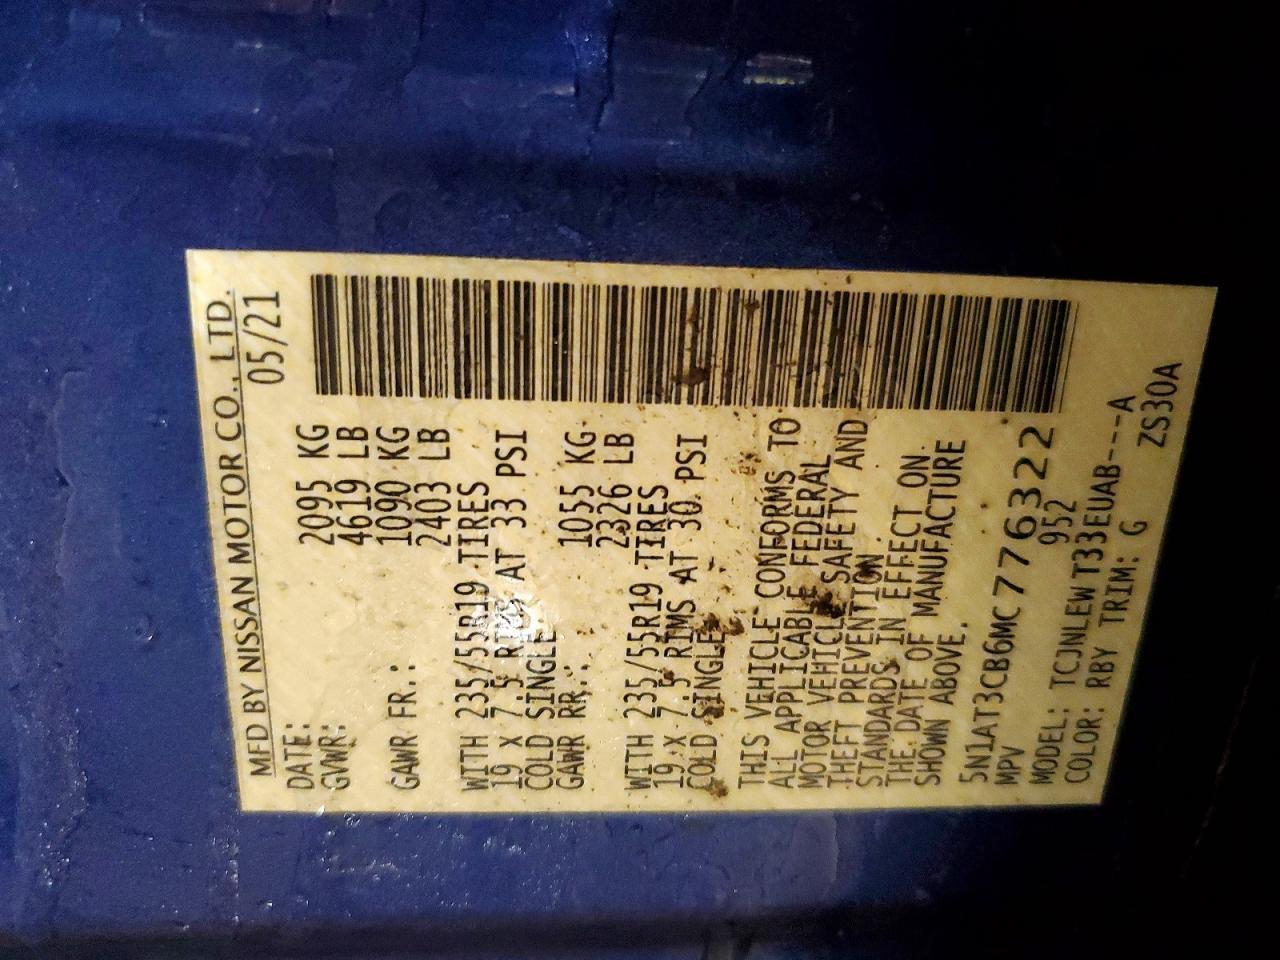 MFD BY NISSAN MOTOR CO., LTD.
DATE: 05/21
GVWR: 2095 KG
4619 LB
GAWR FR.: 1090 KG
2403 LB
WITH 235/55R19 TIRES
19 X 7.5 RIMS AT 33 PSI
COLD SINGLE
GAWR RR.: 1055 KG
2326 LB
WITH 235/55R19 TIRES
19 X 7.5 RIMS AT 30 PSI
COLD SINGLE
THIS VEHICLE CONFORMS TO
ALL APPLICABLE FEDERAL
MOTOR VEHICLE SAFETY AND
THEFT PREVENTION
STANDARDS IN EFFECT ON
THE DATE OF MANUFACTURE
SHOWN ABOVE.
5N1AT3CB6MC776322
MPV 952
MODEL: TCJNLEWT33EUAB---A
COLOR: RBY TRIM: G ZS30A